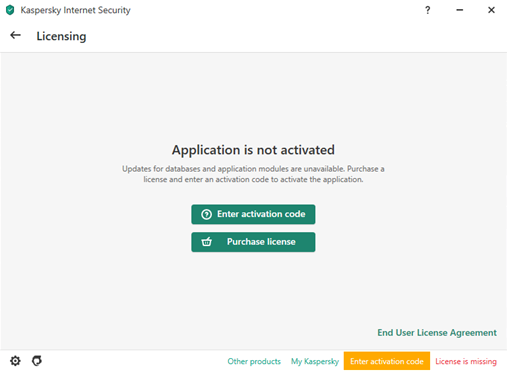 Kaspersky Internet Security
?
Licensing
Application is not activated
Updates for databases and application modules are unavailable. Purchase a
license and enter an activation code to activate the application.
? Enter activation code
Purchase license
End User License Agreement
Other products My Kaspersky Enter activation code License is missing